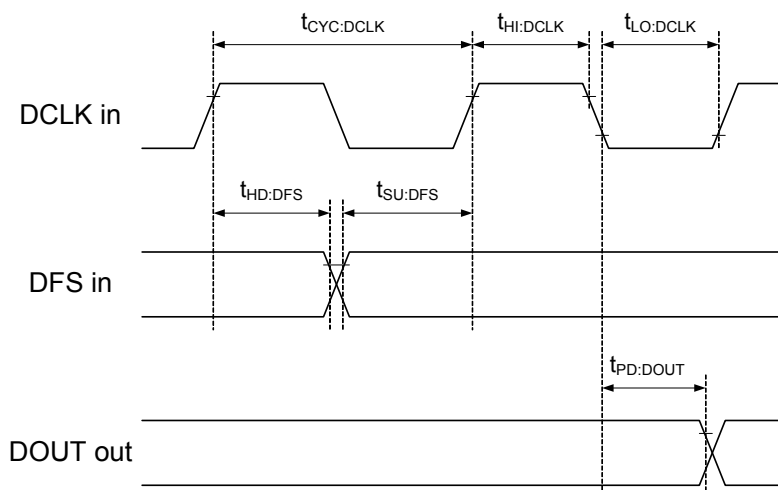 tCYC:DCLK tHI:DCLK tLO:DCLK
DCLK in
tHD:DFS tSU:DFS
DFS in
tPD:DOUT
DOUT out